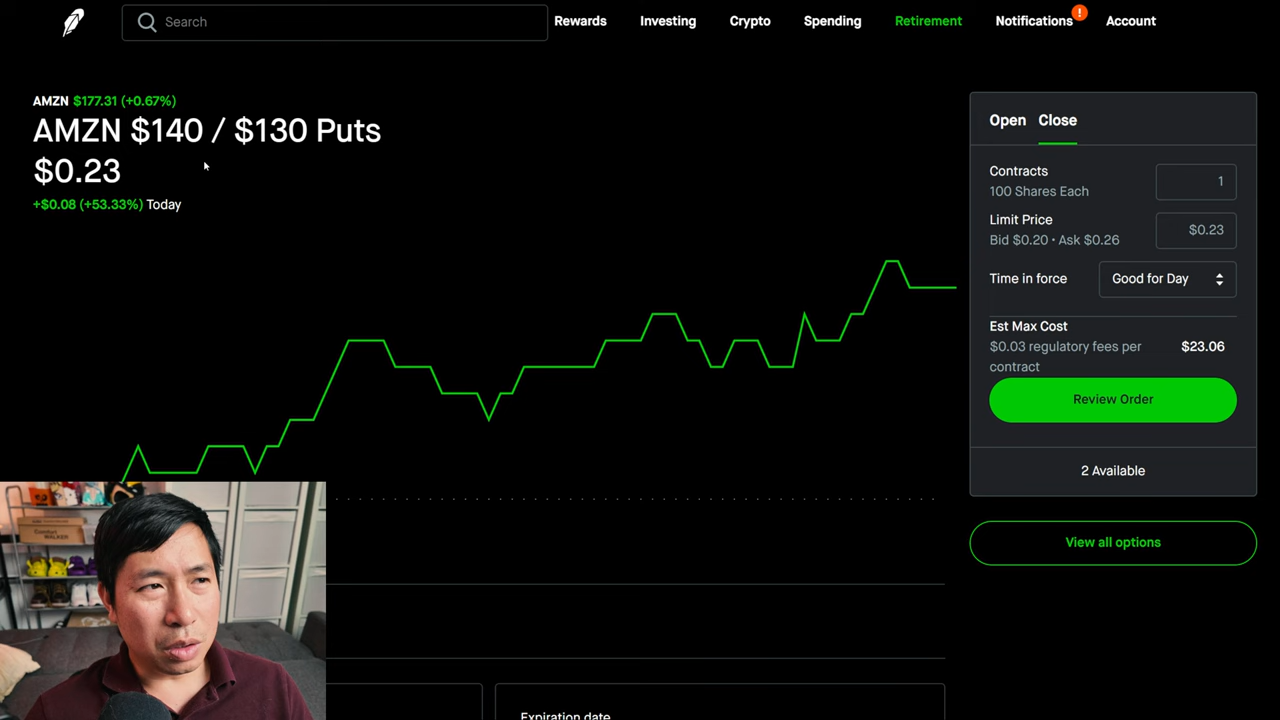 Search
Rewards
Investing
Crypto
Spending
Retirement
Notifications
!
Account
AMZN $177.31 (+0.67%)
AMZN $140 / $130 Puts
$0.23
+$0.08 (+53.33%) Today
Open Close
Contracts
100 Shares Each
1
Limit Price
Bid $0.20 • Ask $0.26
$0.23
Time in force
Good for Day
Est Max Cost
$0.03 regulatory fees per
contract
$23.06
Review Order
2 Available
View all options
Expiration date